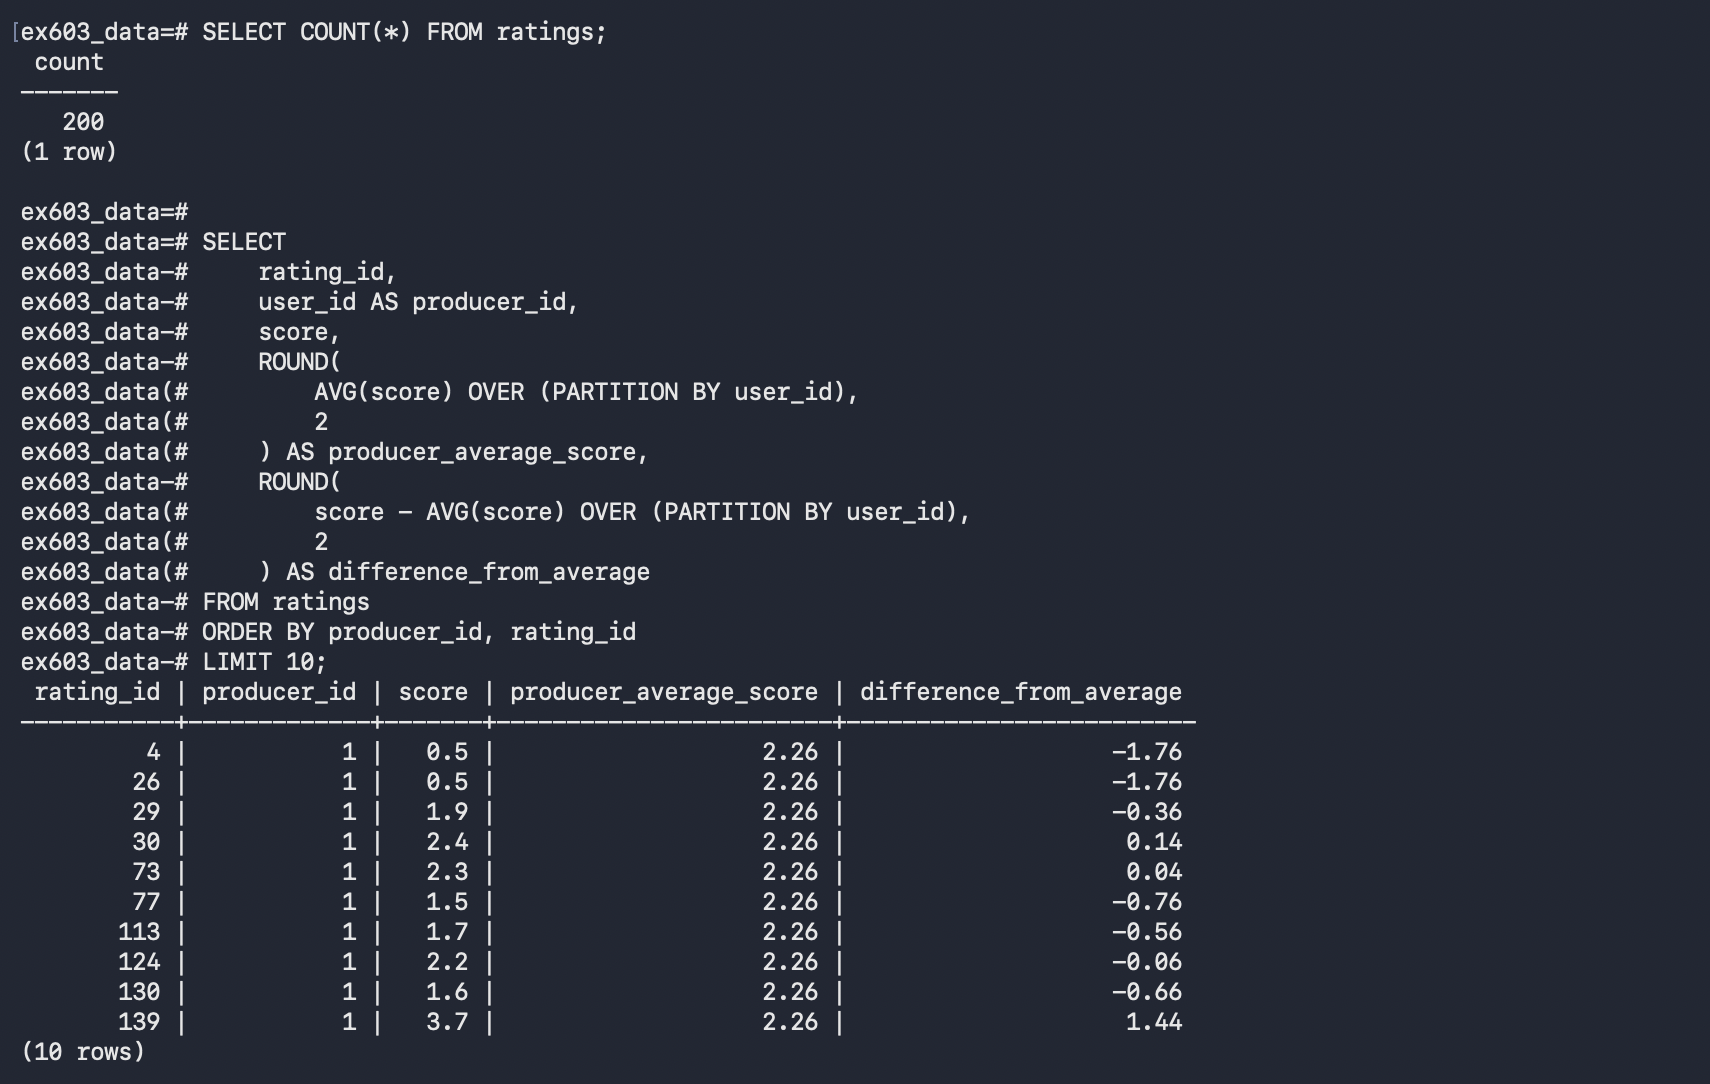 [ex603_data=# SELECT COUNT(*) FROM ratings;
 count
-------
   200
(1 row)

ex603_data=#
ex603_data=# SELECT
ex603_data-#     rating_id,
ex603_data-#     user_id AS producer_id,
ex603_data-#     score,
ex603_data-#     ROUND(
ex603_data(#         AVG(score) OVER (PARTITION BY user_id),
ex603_data(#         2
ex603_data(#     ) AS producer_average_score,
ex603_data-#     ROUND(
ex603_data(#         score - AVG(score) OVER (PARTITION BY user_id),
ex603_data(#         2
ex603_data(#     ) AS difference_from_average
ex603_data-# FROM ratings
ex603_data-# ORDER BY producer_id, rating_id
ex603_data-# LIMIT 10;
 rating_id | producer_id | score | producer_average_score | difference_from_average
-----------+-------------+-------+------------------------+-------------------------
         4 |           1 |   0.5 |                   2.26 |                   -1.76
        26 |           1 |   0.5 |                   2.26 |                   -1.76
        29 |           1 |   1.9 |                   2.26 |                   -0.36
        30 |           1 |   2.4 |                   2.26 |                    0.14
        73 |           1 |   2.3 |                   2.26 |                    0.04
        77 |           1 |   1.5 |                   2.26 |                   -0.76
       113 |           1 |   1.7 |                   2.26 |                   -0.56
       124 |           1 |   2.2 |                   2.26 |                   -0.06
       130 |           1 |   1.6 |                   2.26 |                   -0.66
       139 |           1 |   3.7 |                   2.26 |                    1.44
(10 rows)